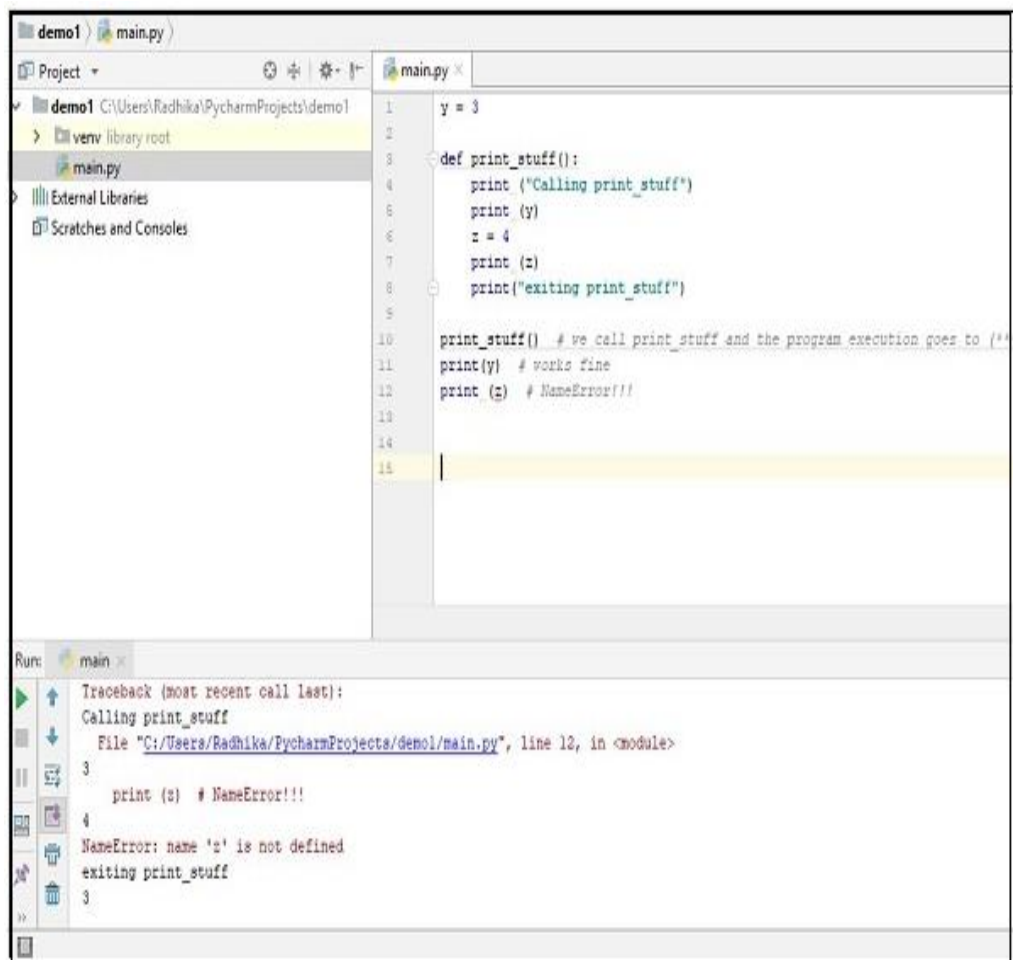 demo1 main.py
Project
demo1 C:\Users\Radhika\PycharmProjects\demo1
venv library root
main.py
External Libraries
Scratches and Consoles
main.py
1 y = 3
2
3 def print_stuff():
4 print ("Calling print_stuff")
5 print (y)
6 z = 4
7 print (z)
8 print("exiting print_stuff")
9
10 print_stuff() # we call print_stuff and the program execution goes to (**
11 print(y) # works fine
12 print (z) # NameError!!!
13
14
15
Run: main
Traceback (most recent call last):
Calling print_stuff
File "C:/Users/Radhika/PycharmProjects/demo1/main.py", line 12, in <module>
3
print (z) # NameError!!!
4
NameError: name 'z' is not defined
exiting print_stuff
3